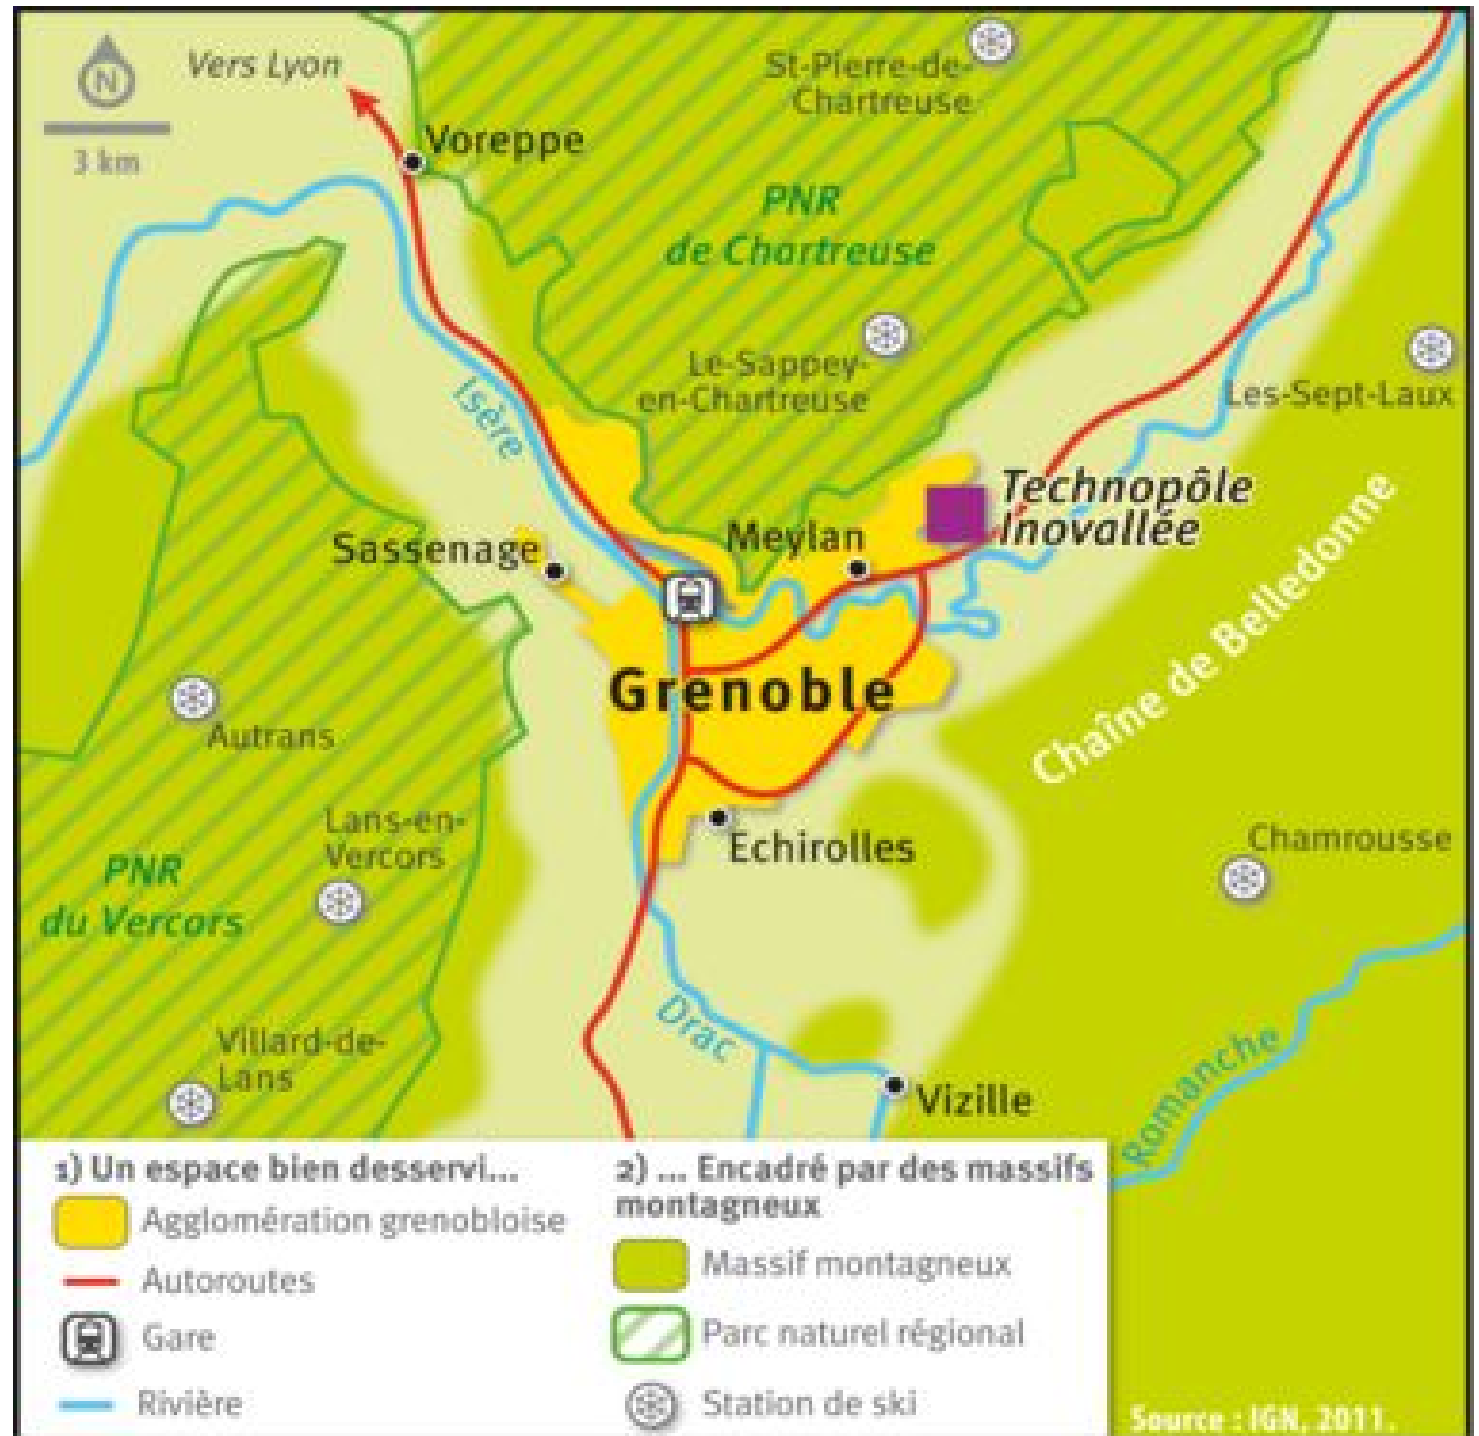 N
3 km
Vers Lyon
Voreppe
St-Pierre-de-
Chartreuse
PNR
de Chartreuse
Le-Sappey-
en-Chartreuse
Les-Sept-Laux
Isère
Technopôle
Inovallée
Meylan
Sassenage
Chaîne de Belledonne
Grenoble
Autrans
Lans-en-
Vercors
PNR
du Vercors
Echirolles
Chamrousse
Drac
Villard-de-
Lans
Vizille
Romanche
1) Un espace bien desservi...
Agglomération grenobloise
Autoroutes
Gare
Rivière
2) ... Encadré par des massifs
montagneux
Massif montagneux
Parc naturel régional
Station de ski
Source : IGN, 2011.